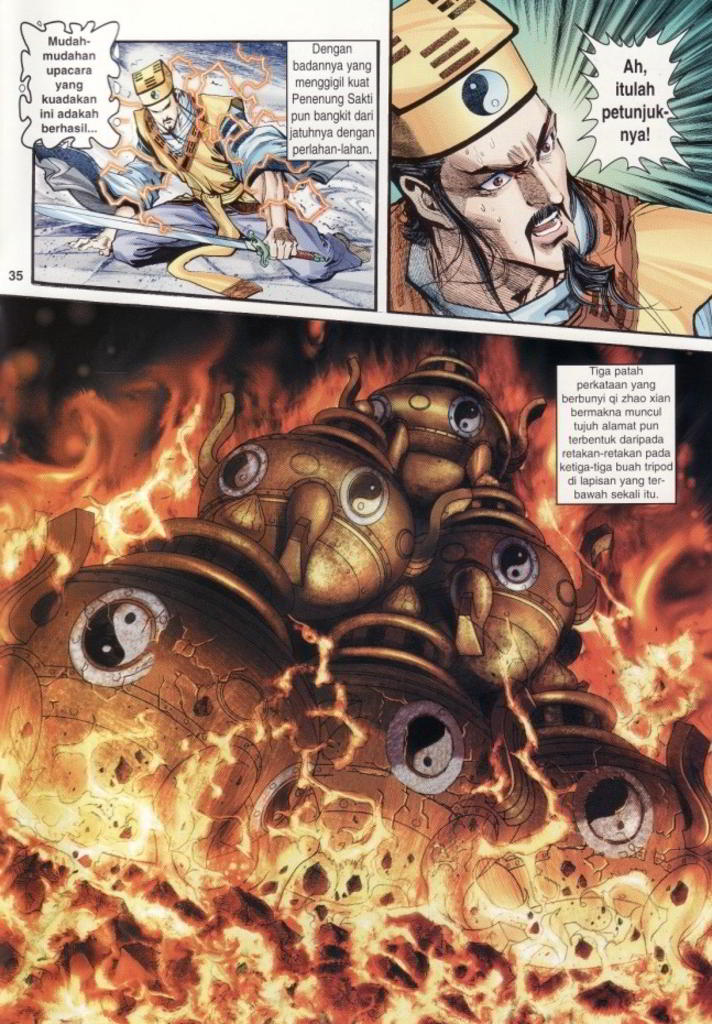 Mudah-
mudahan
upacara
yang
kuadakan
ini adakah
berhasil...
Dengan
badannya yang
menggigil kuat
Penenung Sakti
pun bangkit dari
jatuhnya dengan
perlahan-lahan.
Ah,
itulah
petunjuk-
nya!
35
Tiga patah
perkataan yang
berbunyi qi zhao xian
bermakna muncul
tujuh alamat pun
terbentuk daripada
retakan-retakan pada
ketiga-tiga buah tripod
di lapisan yang ter-
bawah sekali itu.